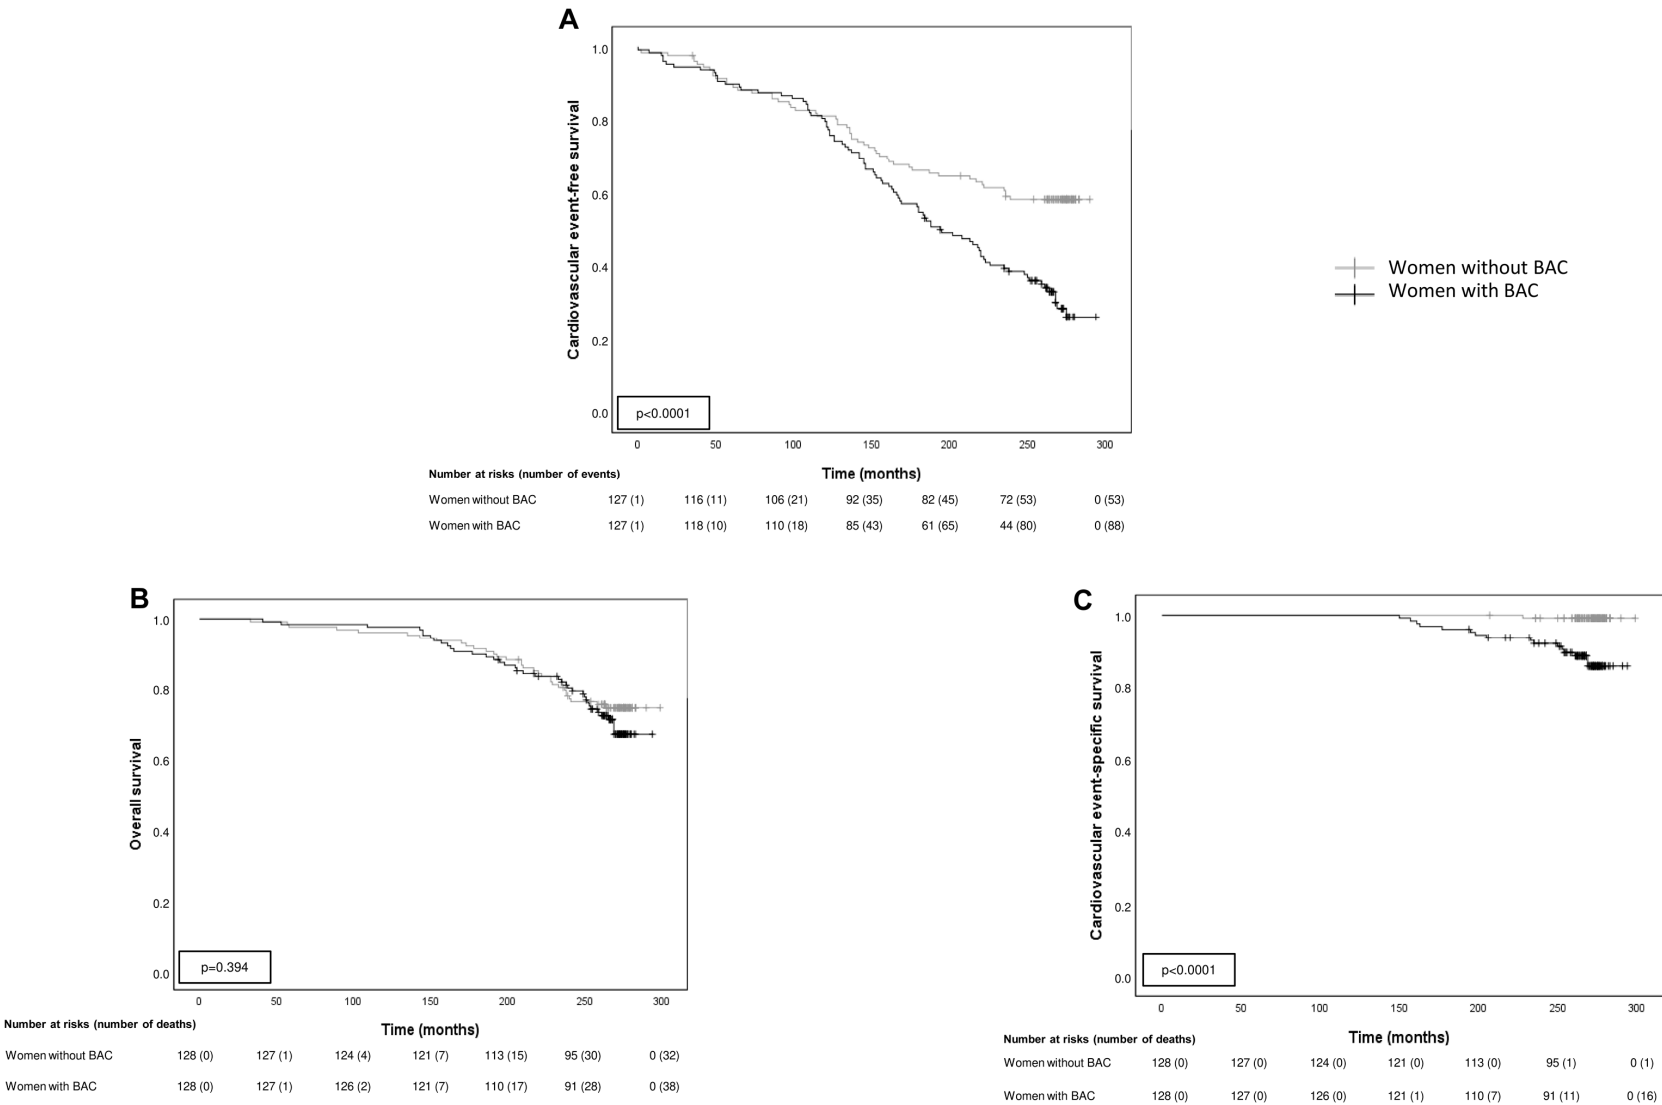 A
Cardiovascular event-free survival
1.0
0.8
0.6
0.4
0.2
0.0
p<0.0001
0 50 100 150 200 250 300
Time (months)
Number at risks (number of events)
Women without BAC 127 (1) 116 (11) 106 (21) 92 (35) 82 (45) 72 (53) 0 (53)
Women with BAC 127 (1) 118 (10) 110 (18) 85 (43) 61 (65) 44 (80) 0 (88)
Women without BAC
Women with BAC
B
Overall survival
1.0
0.8
0.6
0.4
0.2
0.0
p=0.394
0 50 100 150 200 250 300
Time (months)
Number at risks (number of deaths)
Women without BAC 128 (0) 127 (1) 124 (4) 121 (7) 113 (15) 95 (30) 0 (32)
Women with BAC 128 (0) 127 (1) 126 (2) 121 (7) 110 (17) 91 (28) 0 (38)
C
Cardiovascular event-specific survival
1.0
0.8
0.6
0.4
0.2
0.0
p<0.0001
0 50 100 150 200 250 300
Time (months)
Number at risks (number of deaths)
Women without BAC 128 (0) 127 (0) 124 (0) 121 (0) 113 (0) 95 (1) 0 (1)
Women with BAC 128 (0) 127 (0) 126 (0) 121 (1) 110 (7) 91 (11) 0 (16)